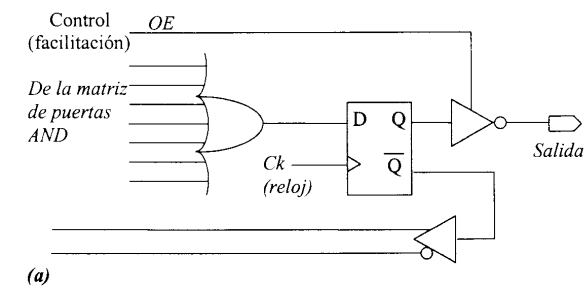 Control
(facilitación)
OE
De la matriz
de puertas
AND
D Q
Ck
(reloj)
Q
Salida
(a)